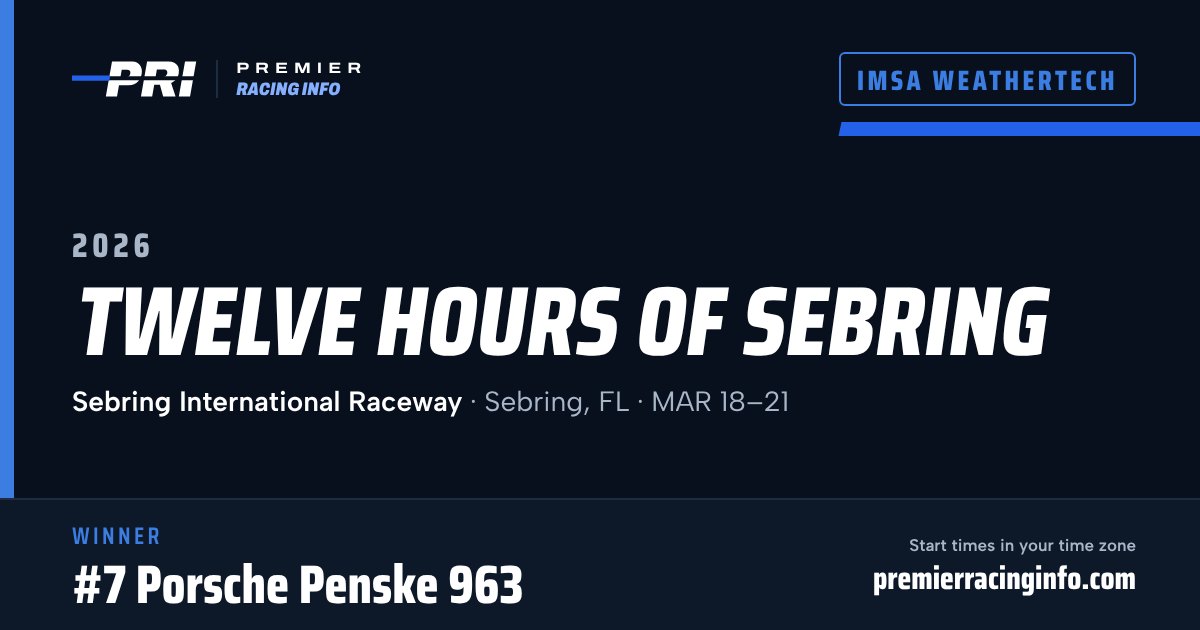 PRI
PREMIER
RACING INFO
IMSA WEATHERTECH
2026
TWELVE HOURS OF SEBRING
Sebring International Raceway · Sebring, FL · MAR 18–21
WINNER
#7 Porsche Penske 963
Start times in your time zone
premierracinginfo.com